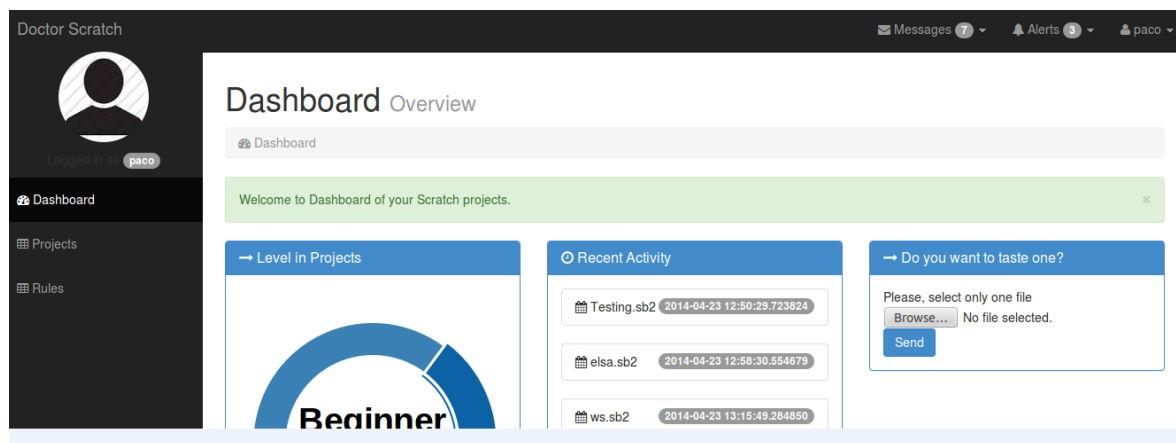 Doctor Scratch
Messages 7
Alerts 3
paco
Logged in as paco
Dashboard
Projects
Rules
Dashboard Overview
Dashboard
Welcome to Dashboard of your Scratch projects.
×
Level in Projects
Beginner
Recent Activity
Testing.sb2 2014-04-23 12:50:29.723824
elsa.sb2 2014-04-23 12:58:30.554679
ws.sb2 2014-04-23 13:15:49.284850
Do you want to taste one?
Please, select only one file
Browse... No file selected.
Send